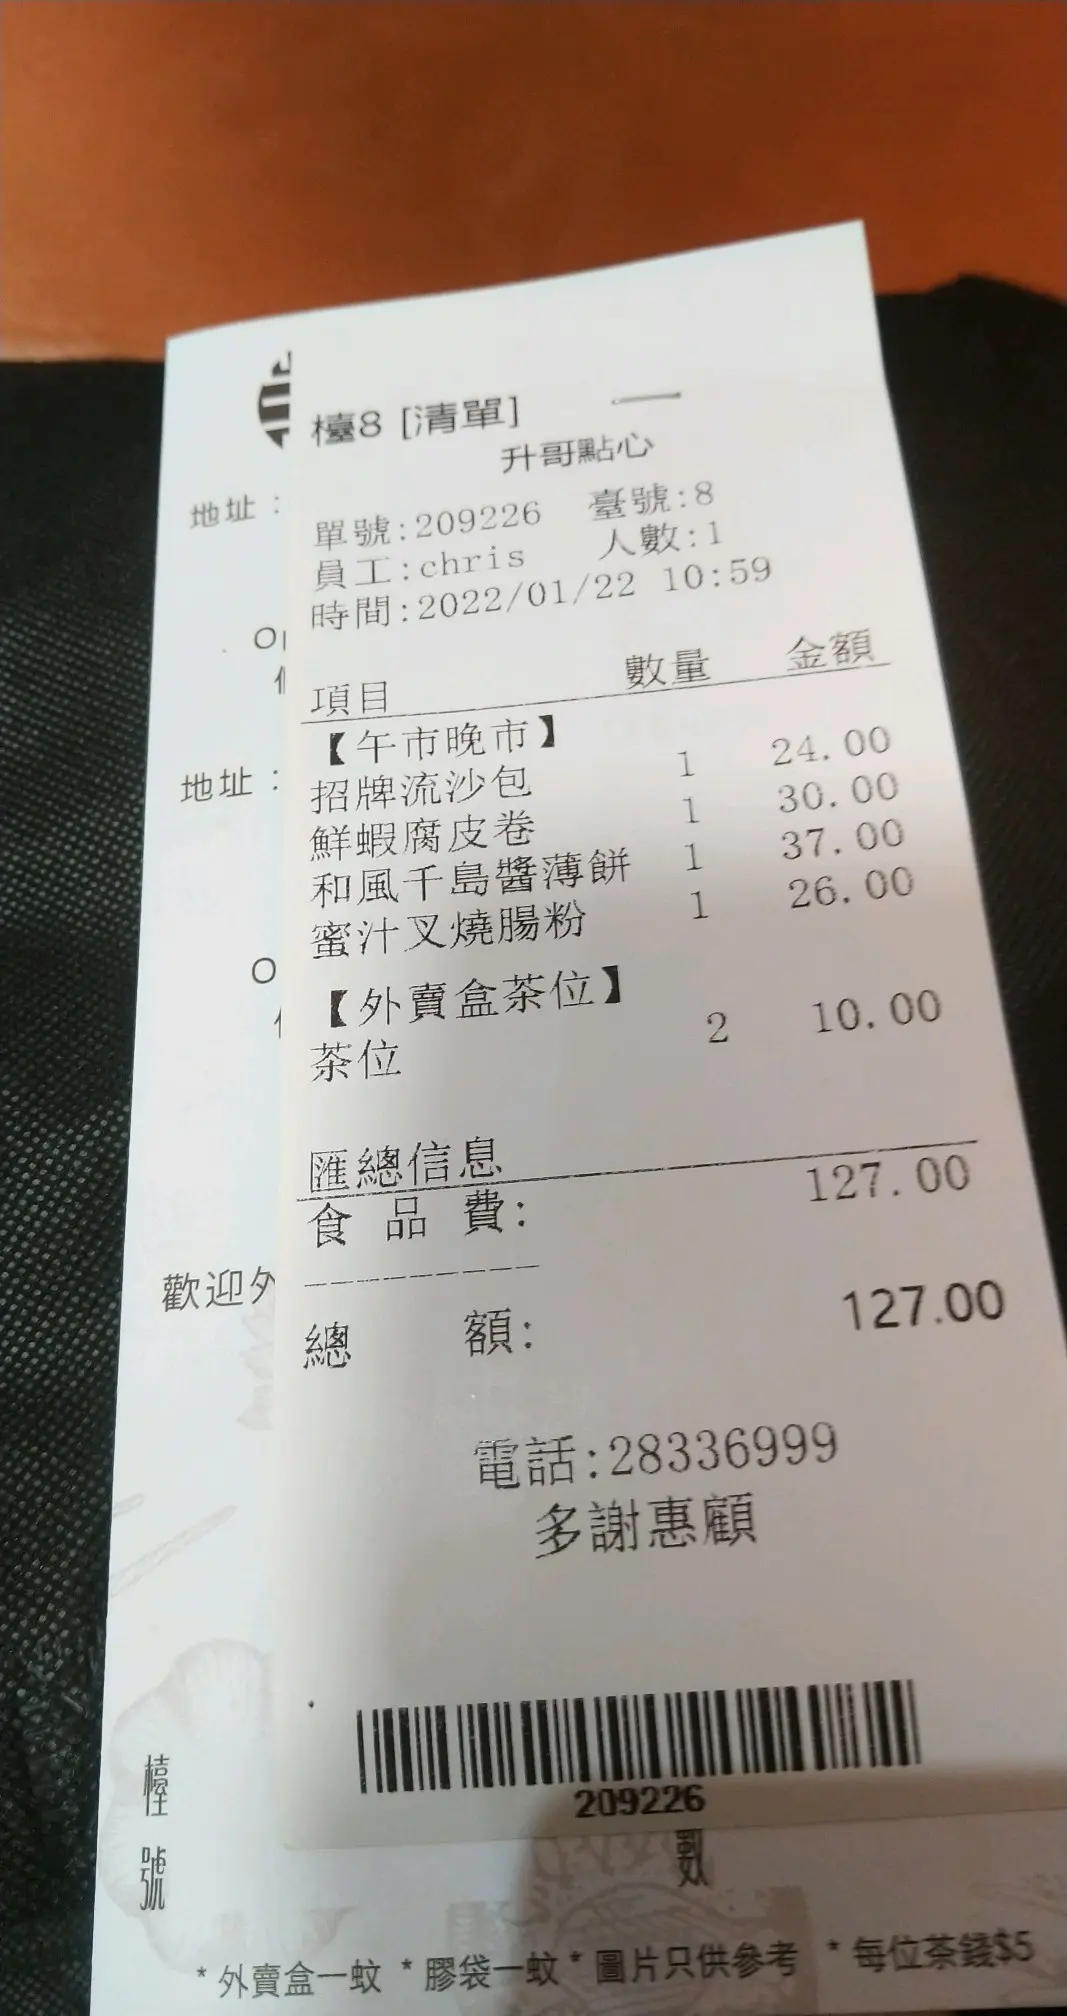 檯8 [清單]
升哥點心
單號:209226 臺號:8
員工:chris 人數:1
時間:2022/01/22 10:59
項目 數量 金額
【午市晚市】
招牌流沙包 1 24.00
鮮蝦腐皮卷 1 30.00
和風千島醬薄餅 1 37.00
蜜汁叉燒腸粉 1 26.00
【外賣盒茶位】
茶位 2 10.00
匯總信息
食品費: 127.00
----------
總額: 127.00
電話:28336999
多謝惠顧
209226
地址:
地址:
歡迎外
檯號
數
*外賣盒一蚊 *膠袋一蚊 *圖片只供參考 *每位茶錢$5